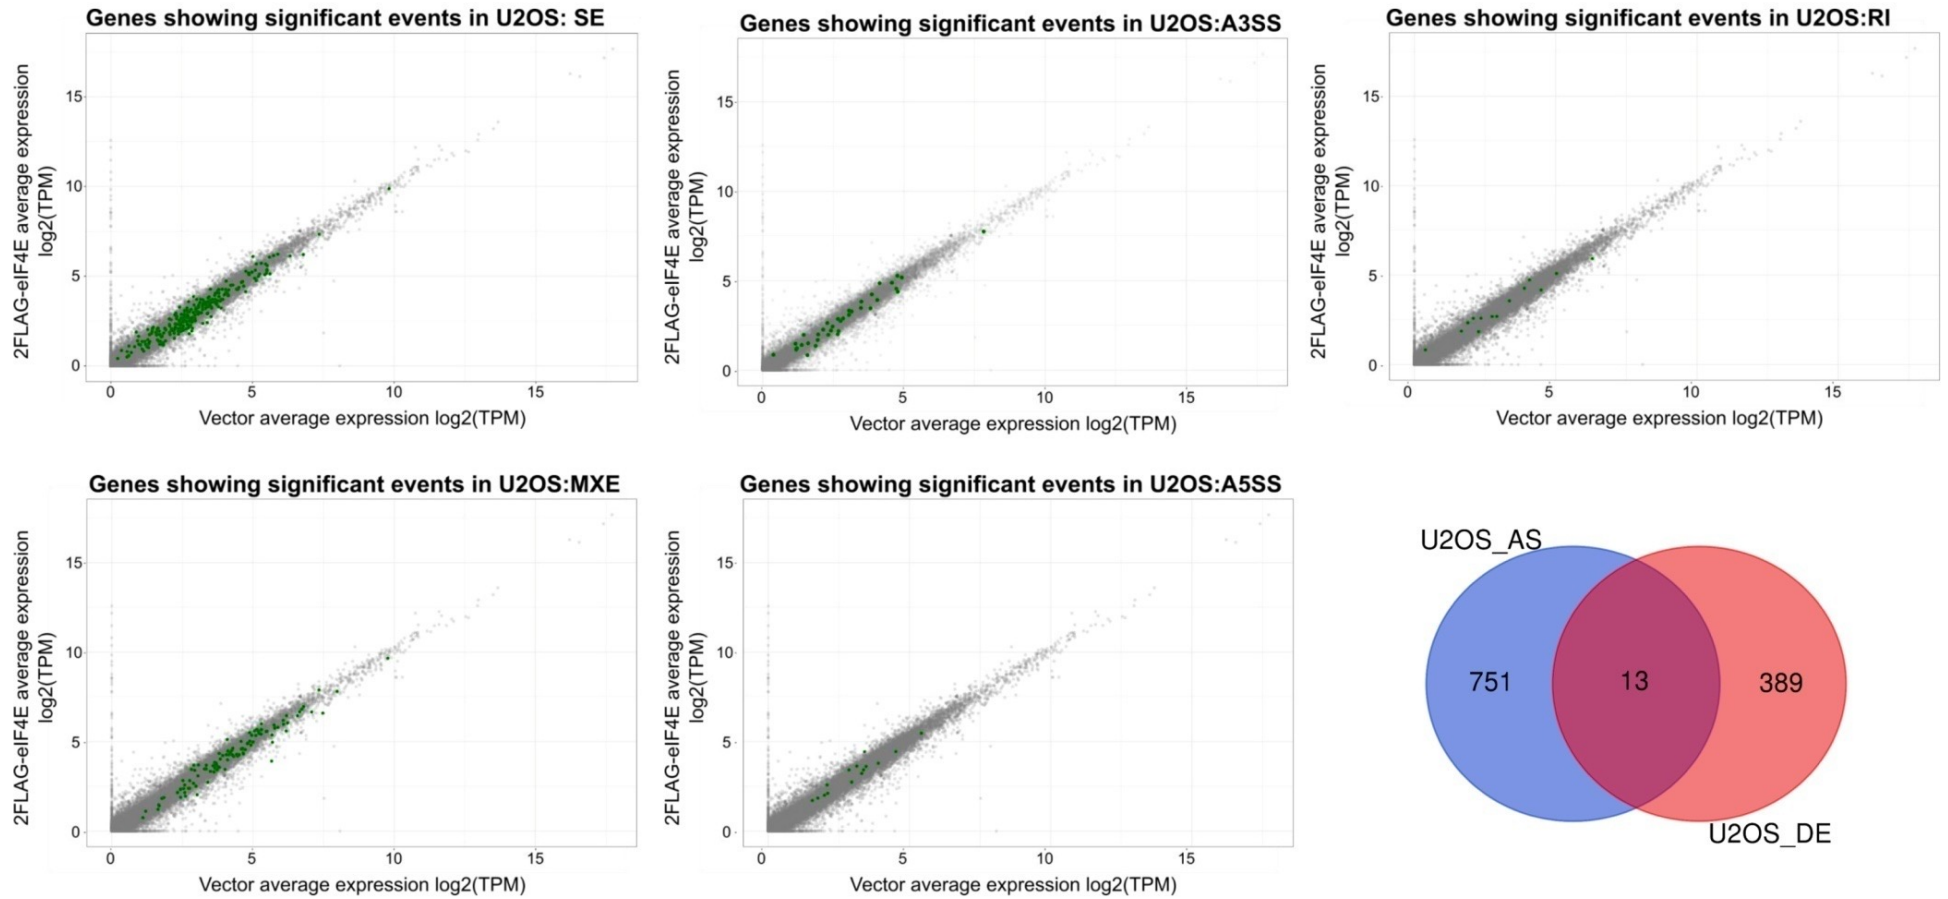 Genes showing significant events in U2OS: SE
2FLAG-eIF4E average expression
log2(TPM)
15
10
5
0
0 5 10 15
Vector average expression log2(TPM)
Genes showing significant events in U2OS:A3SS
2FLAG-eIF4E average expression
log2(TPM)
15
10
5
0
0 5 10 15
Vector average expression log2(TPM)
Genes showing significant events in U2OS:RI
2FLAG-eIF4E average expression
log2(TPM)
15
10
5
0
0 5 10 15
Vector average expression log2(TPM)
Genes showing significant events in U2OS:MXE
2FLAG-eIF4E average expression
log2(TPM)
15
10
5
0
0 5 10 15
Vector average expression log2(TPM)
Genes showing significant events in U2OS:A5SS
2FLAG-eIF4E average expression
log2(TPM)
15
10
5
0
0 5 10 15
Vector average expression log2(TPM)
U2OS_AS
751 13 389
U2OS_DE